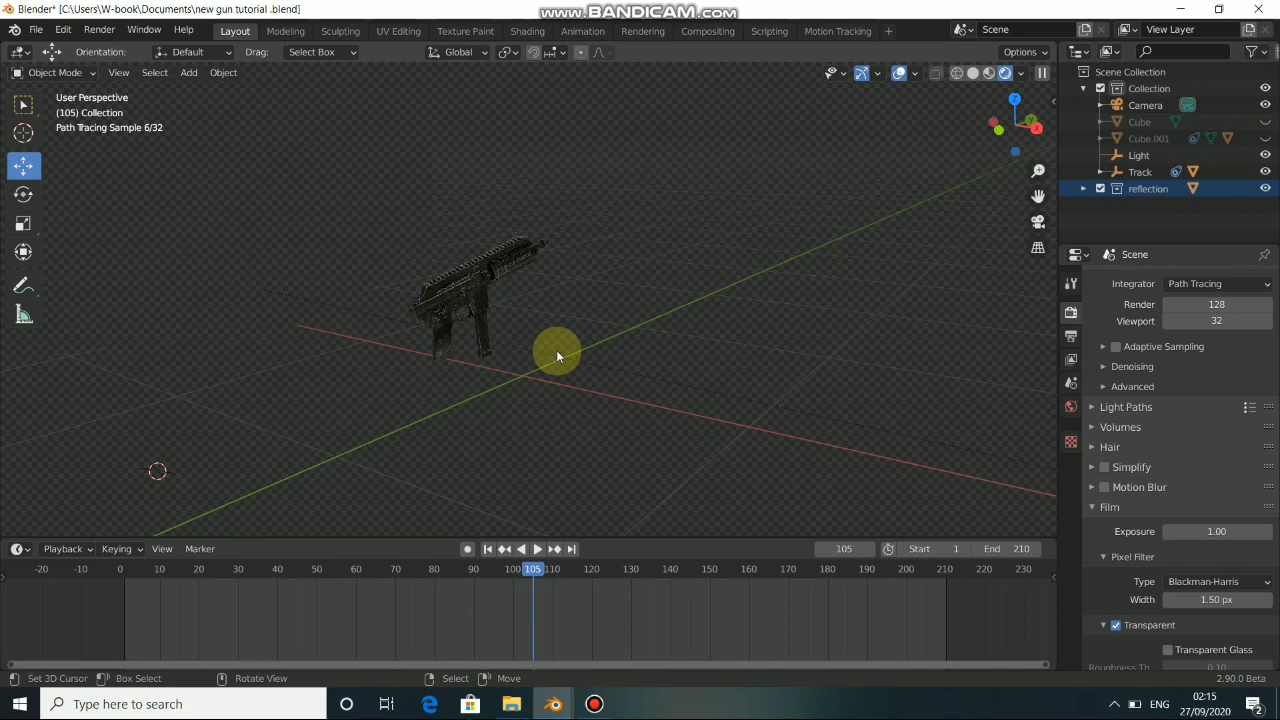 Blender* [C:\Users\W-book\Documents\new gun tutorial .blend]
www.BANDICAM.com
File Edit Render Window Help
Layout Modeling Sculpting UV Editing Texture Paint Shading Animation Rendering Compositing Scripting Motion Tracking +
Scene
View Layer
Orientation: Default Drag: Select Box Global Options
Object Mode View Select Add Object
User Perspective
(105) Collection
Path Tracing Sample 6/32
Z
Y
X
Scene Collection
Collection
Camera
Cube
Cube.001
Light
Track
reflection
Scene
Integrator Path Tracing
Render 128
Viewport 32
Adaptive Sampling
Denoising
Advanced
Light Paths
Volumes
Hair
Simplify
Motion Blur
Film
Exposure 1.00
Pixel Filter
Type Blackman-Harris
Width 1.50 px
Transparent
Transparent Glass
Roughness Th.. 0.10
Playback Keying View Marker 105 Start 1 End 210
-20 -10 0 10 20 30 40 50 60 70 80 90 100 105 110 120 130 140 150 160 170 180 190 200 210 220 230
Set 3D Cursor Box Select Rotate View Select Move 2.90.0 Beta
Type here to search
02:15
27/09/2020
2